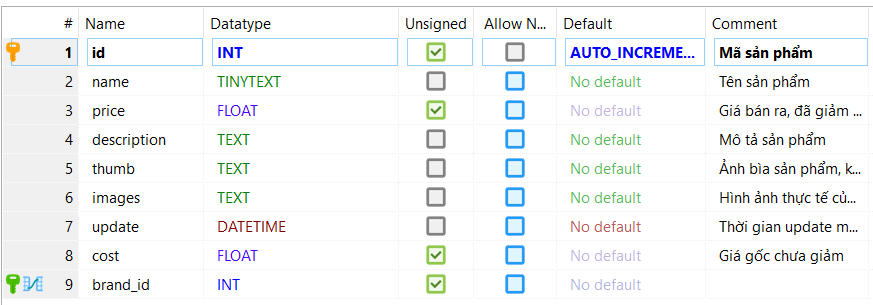 # Name Datatype Unsigned Allow N... Default Comment
1 id INT AUTO_INCREME... Mã sản phẩm
2 name TINYTEXT No default Tên sản phẩm
3 price FLOAT No default Giá bán ra, đã giảm ...
4 description TEXT No default Mô tả sản phẩm
5 thumb TEXT No default Ảnh bìa sản phẩm, k...
6 images TEXT No default Hình ảnh thực tế củ...
7 update DATETIME No default Thời gian update m...
8 cost FLOAT No default Giá gốc chưa giảm
9 brand_id INT No default